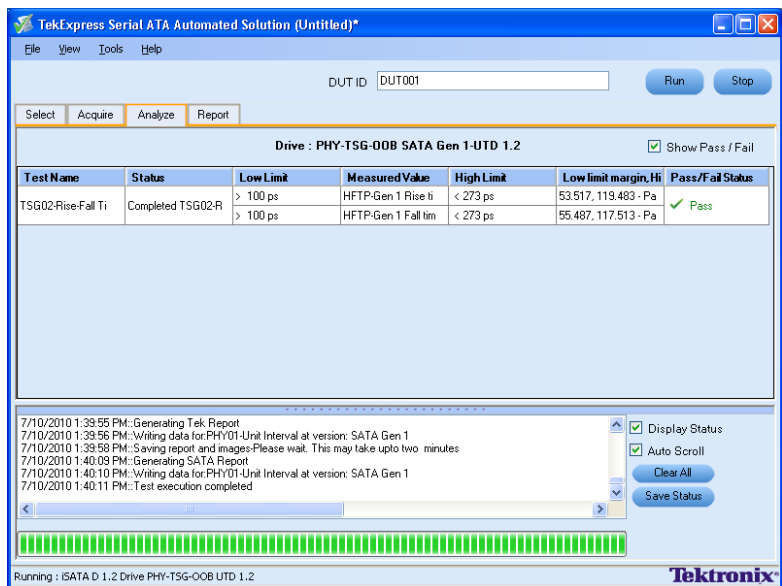 TekExpress Serial ATA Automated Solution (Untitled)*
File View Tools Help
DUT ID DUT001 Run Stop
Select Acquire Analyze Report
Drive : PHY-TSG-OOB SATA Gen 1-UTD 1.2 Show Pass / Fail
Test Name Status Low Limit Measured Value High Limit Low limit margin, Hi Pass/Fail Status
TSG02-Rise-Fall Ti Completed TSG02-R > 100 ps HFTP-Gen 1 Rise ti < 273 ps 53.517, 119.483 - Pa Pass
> 100 ps HFTP-Gen 1 Fall tim < 273 ps 55.487, 117.513 - Pa
7/10/2010 1:39:55 PM::Generating Tek Report
7/10/2010 1:39:56 PM::Writing data for:PHY01-Unit Interval at version: SATA Gen 1
7/10/2010 1:39:58 PM::Saving report and images-Please wait. This may take upto two minutes
7/10/2010 1:40:09 PM::Generating SATA Report
7/10/2010 1:40:10 PM::Writing data for:PHY01-Unit Interval at version: SATA Gen 1
7/10/2010 1:40:11 PM::Test execution completed
Display Status
Auto Scroll
Clear All
Save Status
Running : iSATA D 1.2 Drive PHY-TSG-OOB UTD 1.2 Tektronix